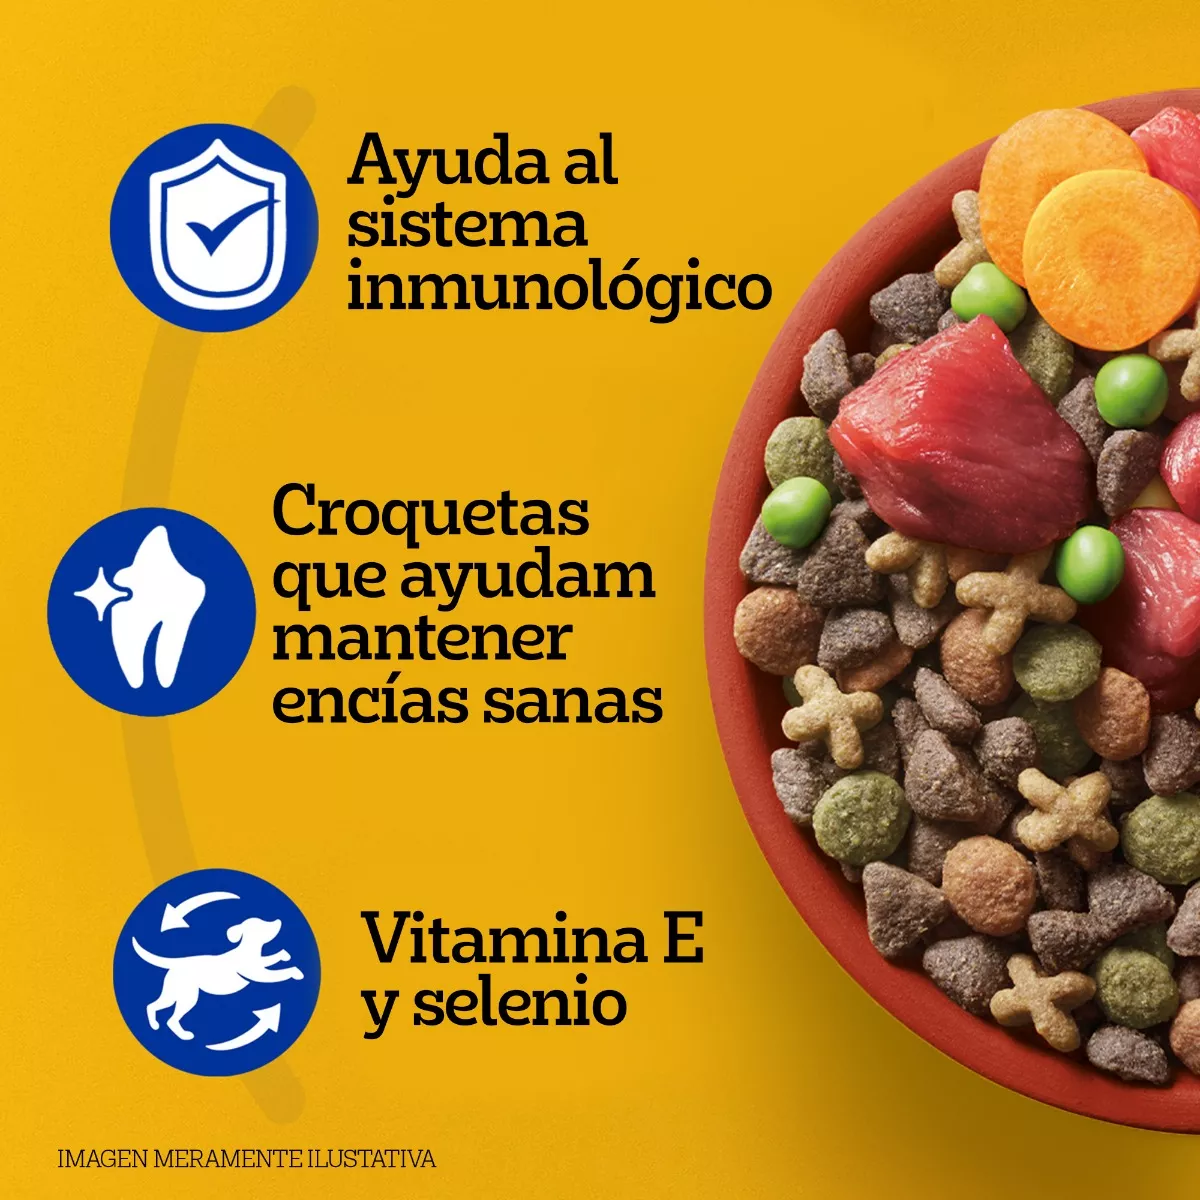 Ayuda al
sistema
inmunológico
Croquetas
que ayudam
mantener
encías sanas
Vitamina E
y selenio
IMAGEN MERAMENTE ILUSTATIVA